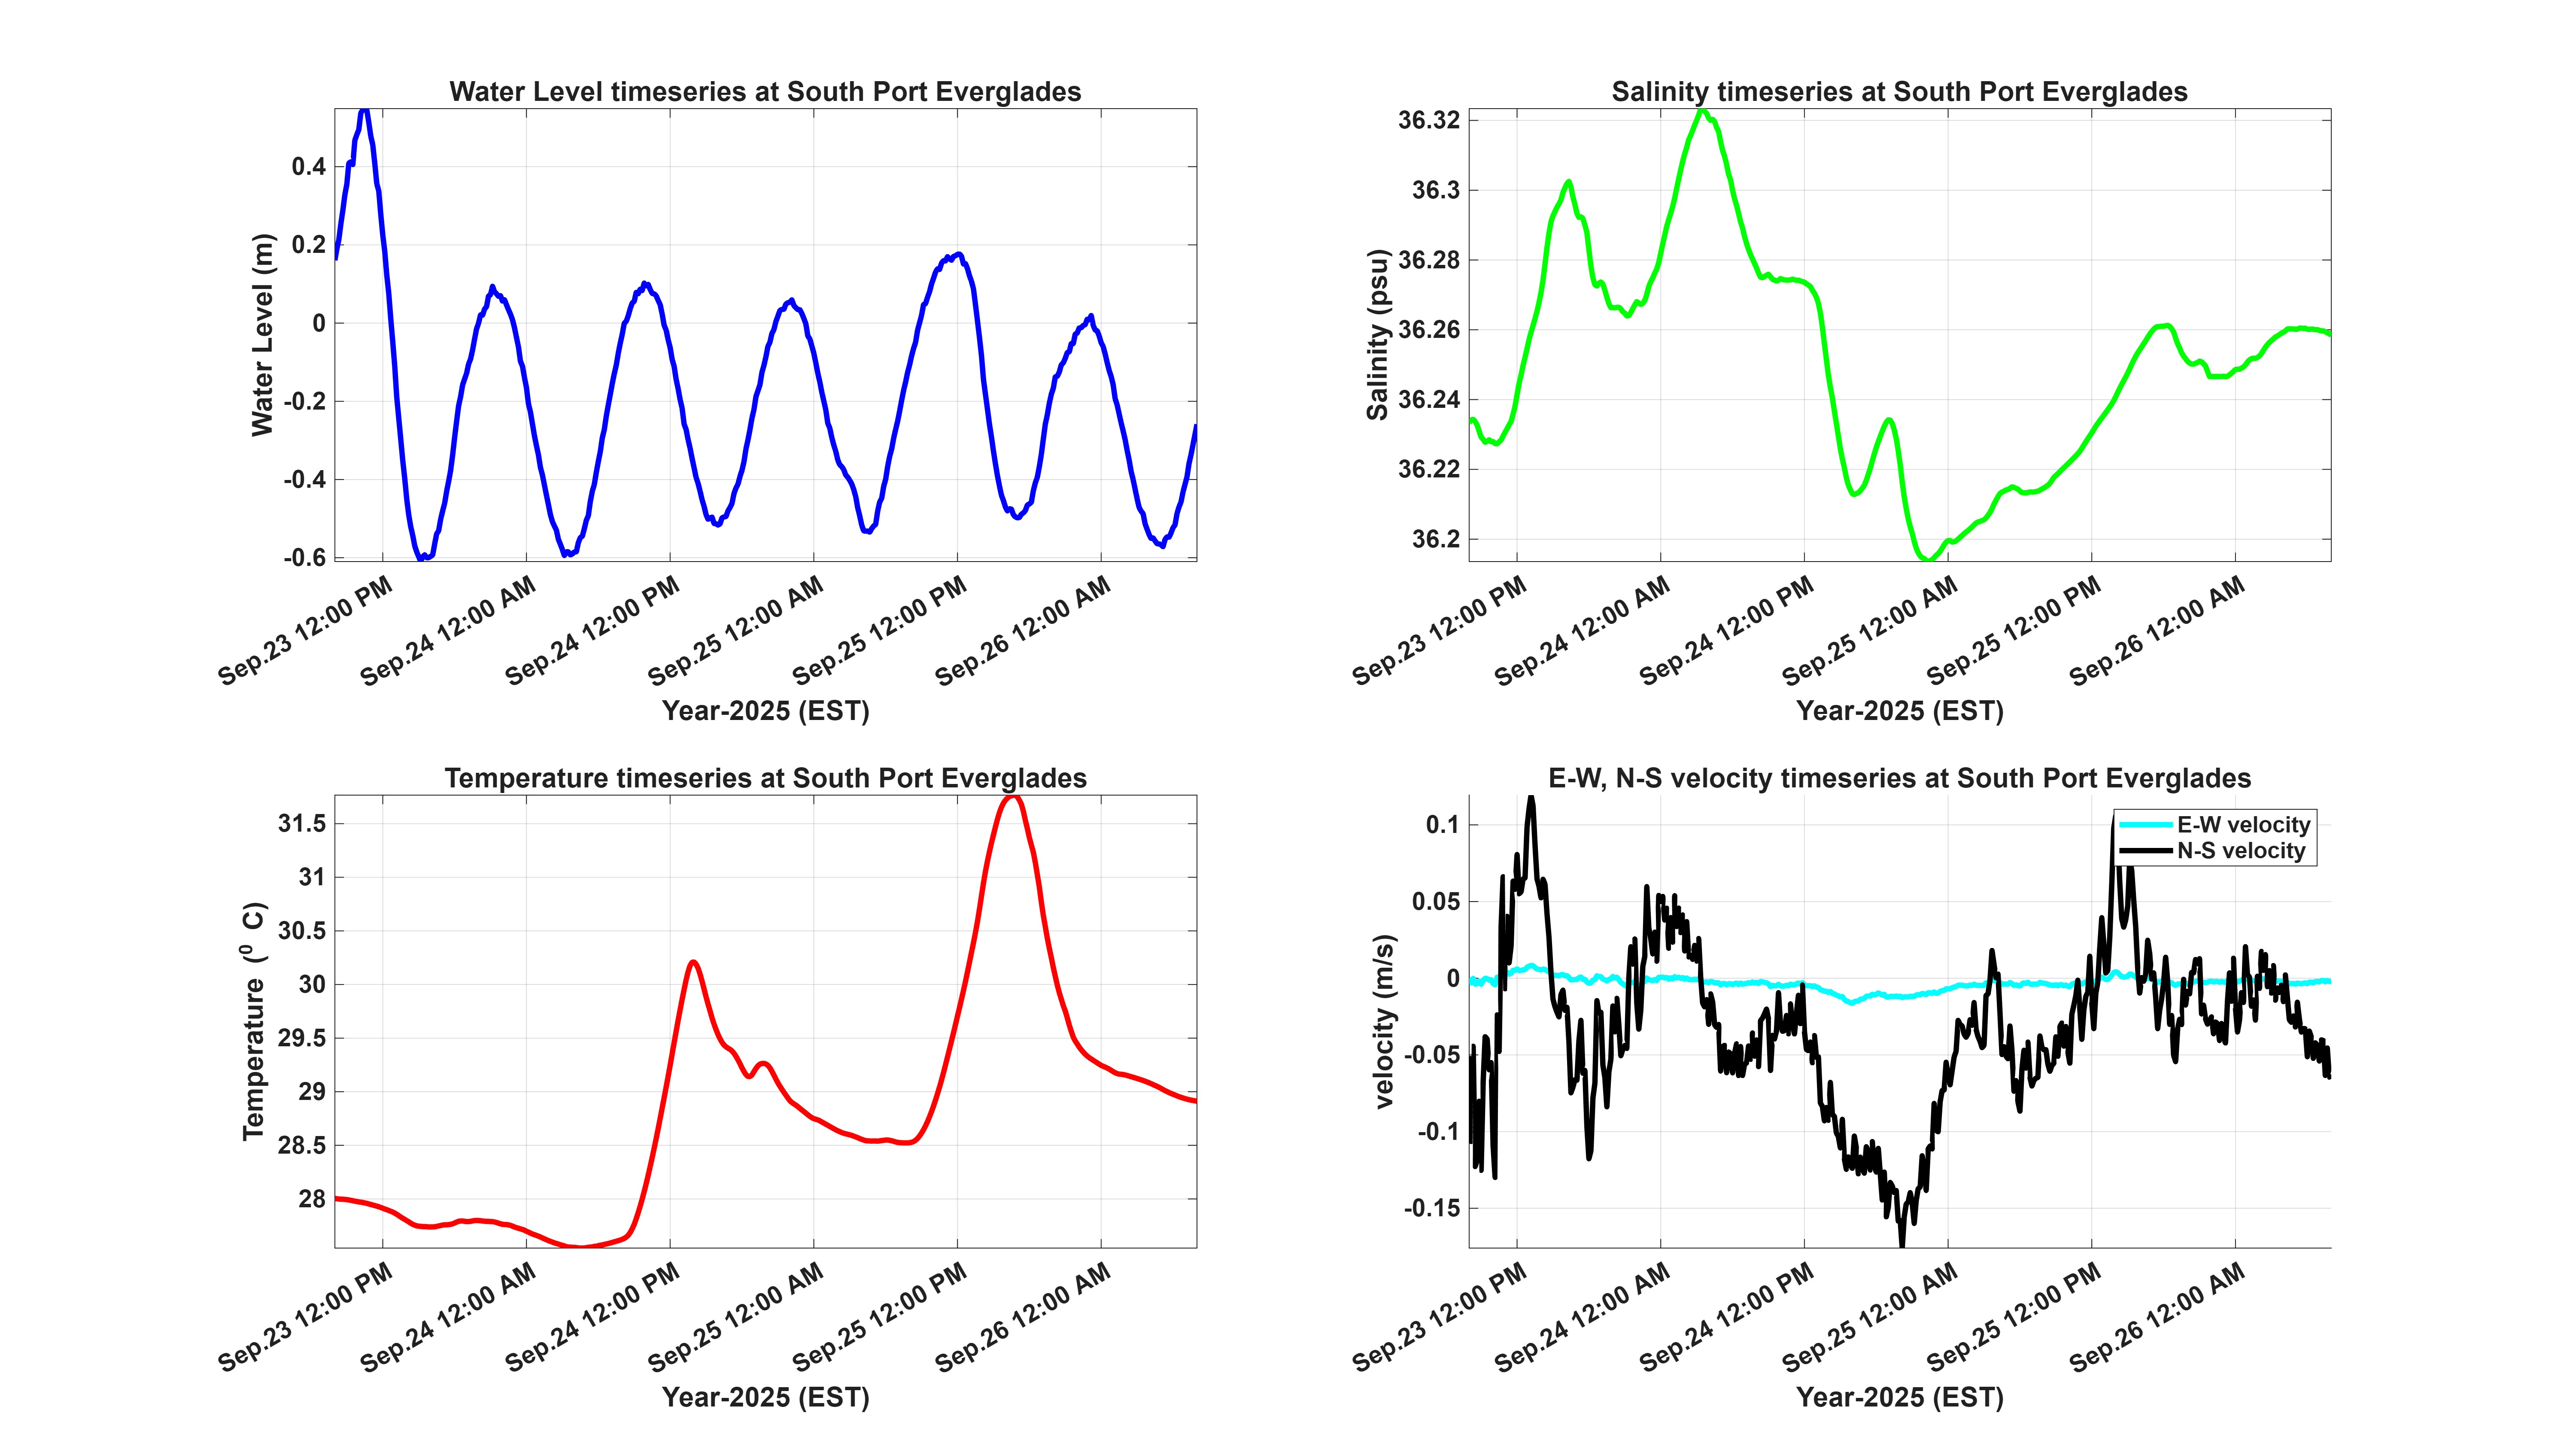 Water Level timeseries at South Port Everglades
Water Level (m)
0.4
0.2
0
-0.2
-0.4
-0.6
Sep.23 12:00 PM
Sep.24 12:00 AM
Sep.24 12:00 PM
Sep.25 12:00 AM
Sep.25 12:00 PM
Sep.26 12:00 AM
Year-2025 (EST)
Salinity timeseries at South Port Everglades
Salinity (psu)
36.32
36.3
36.28
36.26
36.24
36.22
36.2
Sep.23 12:00 PM
Sep.24 12:00 AM
Sep.24 12:00 PM
Sep.25 12:00 AM
Sep.25 12:00 PM
Sep.26 12:00 AM
Year-2025 (EST)
Temperature timeseries at South Port Everglades
Temperature (⁰ C)
31.5
31
30.5
30
29.5
29
28.5
28
Sep.23 12:00 PM
Sep.24 12:00 AM
Sep.24 12:00 PM
Sep.25 12:00 AM
Sep.25 12:00 PM
Sep.26 12:00 AM
Year-2025 (EST)
E-W, N-S velocity timeseries at South Port Everglades
velocity (m/s)
0.1
0.05
0
-0.05
-0.1
-0.15
E-W velocity
N-S velocity
Sep.23 12:00 PM
Sep.24 12:00 AM
Sep.24 12:00 PM
Sep.25 12:00 AM
Sep.25 12:00 PM
Sep.26 12:00 AM
Year-2025 (EST)